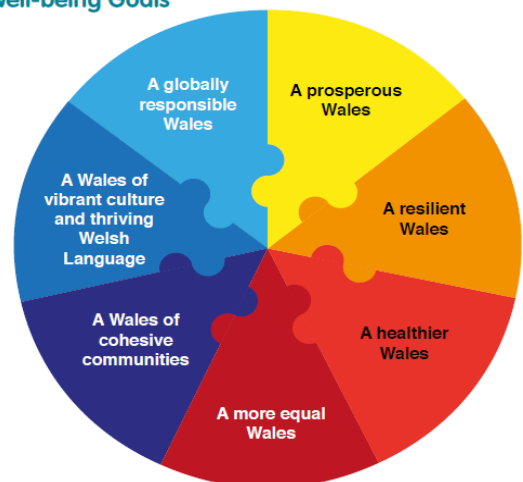 Well-being Goals
A globally
responsible
Wales
A prosperous
Wales
A resilient
Wales
A healthier
Wales
A more equal
Wales
A Wales of
cohesive
communities
A Wales of
vibrant culture
and thriving
Welsh
Language